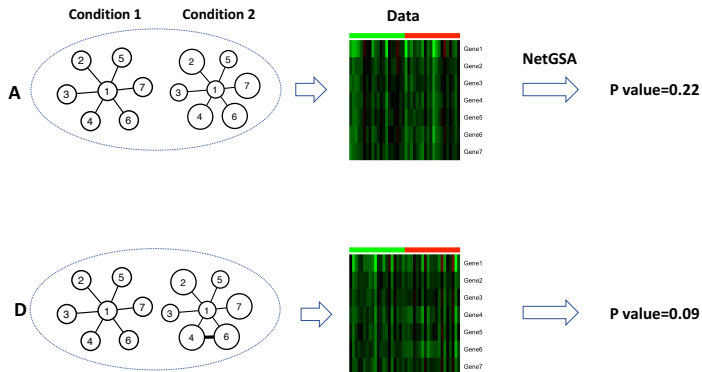 Condition 1 Condition 2 Data
NetGSA
A
2 5 3 1 7 4 6
2 5 3 1 7 4 6
Gene1
Gene2
Gene3
Gene4
Gene5
Gene6
Gene7
P value=0.22
D
2 5 3 1 7 4 6
2 5 3 1 7 4 6
Gene1
Gene2
Gene3
Gene4
Gene5
Gene6
Gene7
P value=0.09